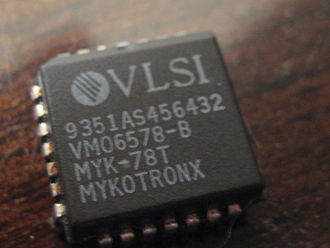 VLSI
9351AS456432
VM06578-B
MYK-78T
MYKOTRONX